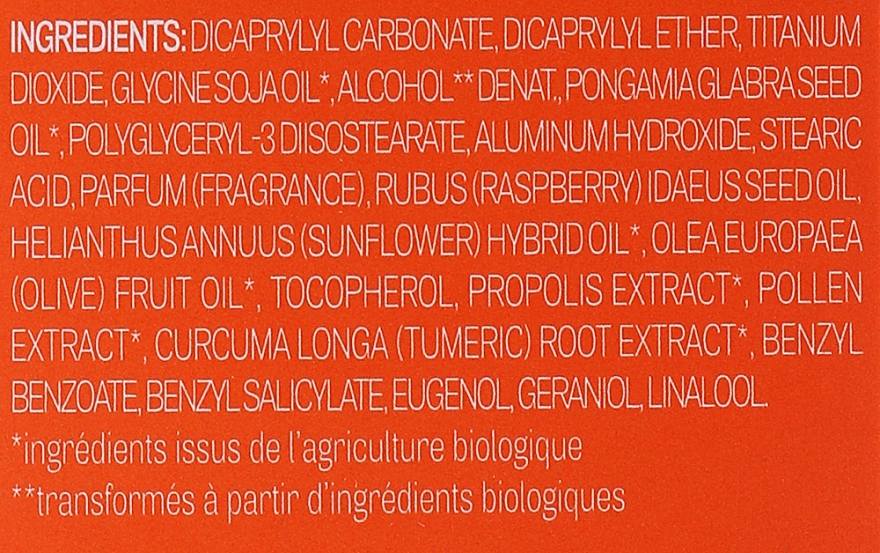 INGREDIENTS: DICAPRYLYL CARBONATE, DICAPRYLYL ETHER, TITANIUM
DIOXIDE, GLYCINE SOJA OIL*, ALCOHOL** DENAT., PONGAMIA GLABRA SEED
OIL*, POLYGLYCERYL-3 DIISOSTEARATE, ALUMINUM HYDROXIDE, STEARIC
ACID, PARFUM (FRAGRANCE), RUBUS (RASPBERRY) IDAEUS SEED OIL,
HELIANTHUS ANNUUS (SUNFLOWER) HYBRID OIL*, OLEA EUROPAEA
(OLIVE) FRUIT OIL*, TOCOPHEROL, PROPOLIS EXTRACT*, POLLEN
EXTRACT*, CURCUMA LONGA (TUMERIC) ROOT EXTRACT*, BENZYL
BENZOATE, BENZYL SALICYLATE, EUGENOL, GERANIOL, LINALOOL.
*ingrédients issus de l'agriculture biologique
**transformés à partir d'ingrédients biologiques